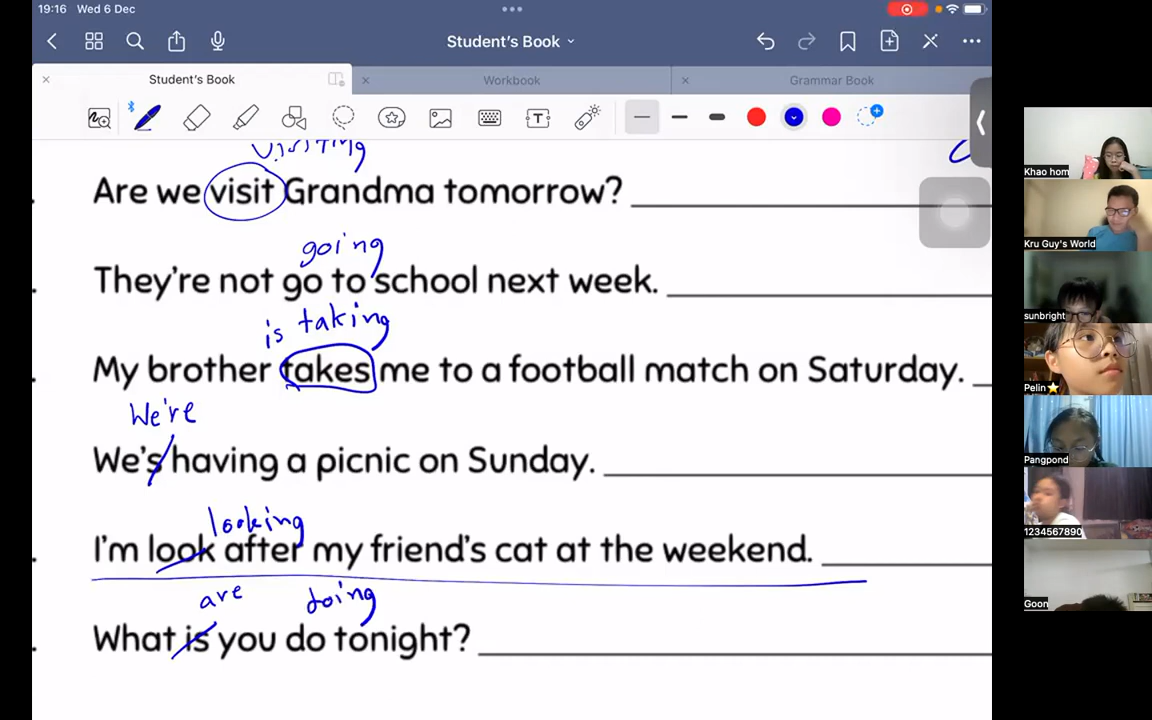 19:16 Wed 6 Dec
Student's Book
Student's Book
Workbook
Grammar Book
visiting
Are we visit Grandma tomorrow?
going
They're not go to school next week.
is taking
My brother takes me to a football match on Saturday.
We're
We's having a picnic on Sunday.
looking
I'm look after my friend's cat at the weekend.
are doing
What is you do tonight?
Khao hom
Kru Guy's World
sunbright
Pelin⭐
Pangpond
1234567890
Goon